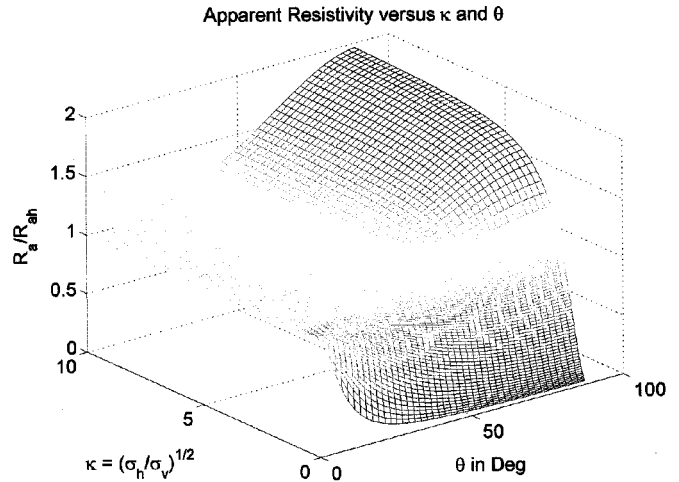 Apparent Resistivity versus κ and θ
2
1.5
1
0.5
0
R_a/R_ah
10
5
0
κ = (σ_h/σ_v)^1/2
0
50
100
θ in Deg